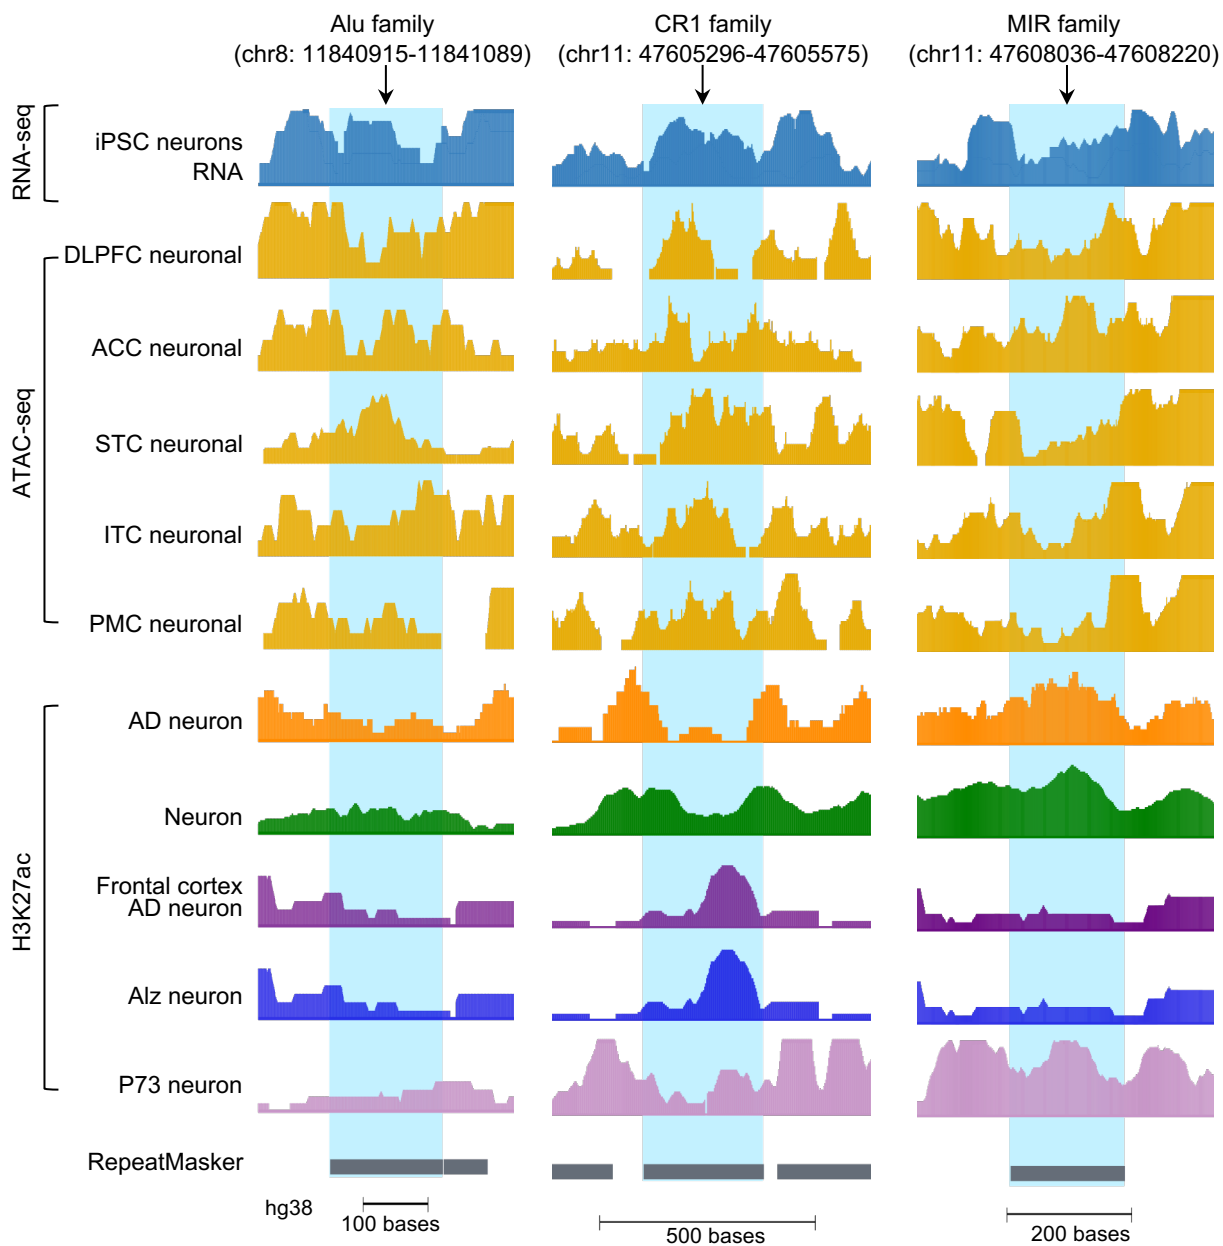 Alu family
(chr8: 11840915-11841089)
CR1 family
(chr11: 47605296-47605575)
MIR family
(chr11: 47608036-47608220)
RNA-seq
iPSC neurons
RNA
ATAC-seq
DLPFC neuronal
ACC neuronal
STC neuronal
ITC neuronal
PMC neuronal
H3K27ac
AD neuron
Neuron
Frontal cortex
AD neuron
Alz neuron
P73 neuron
RepeatMasker
hg38
100 bases
500 bases
200 bases